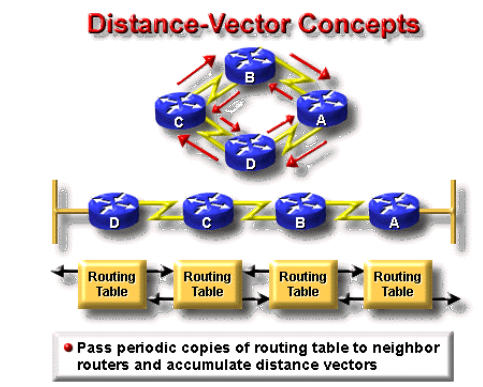 Distance-Vector Concepts
B
C
A
D
D
C
B
A
Routing Table
Routing Table
Routing Table
Routing Table
Pass periodic copies of routing table to neighbor
routers and accumulate distance vectors